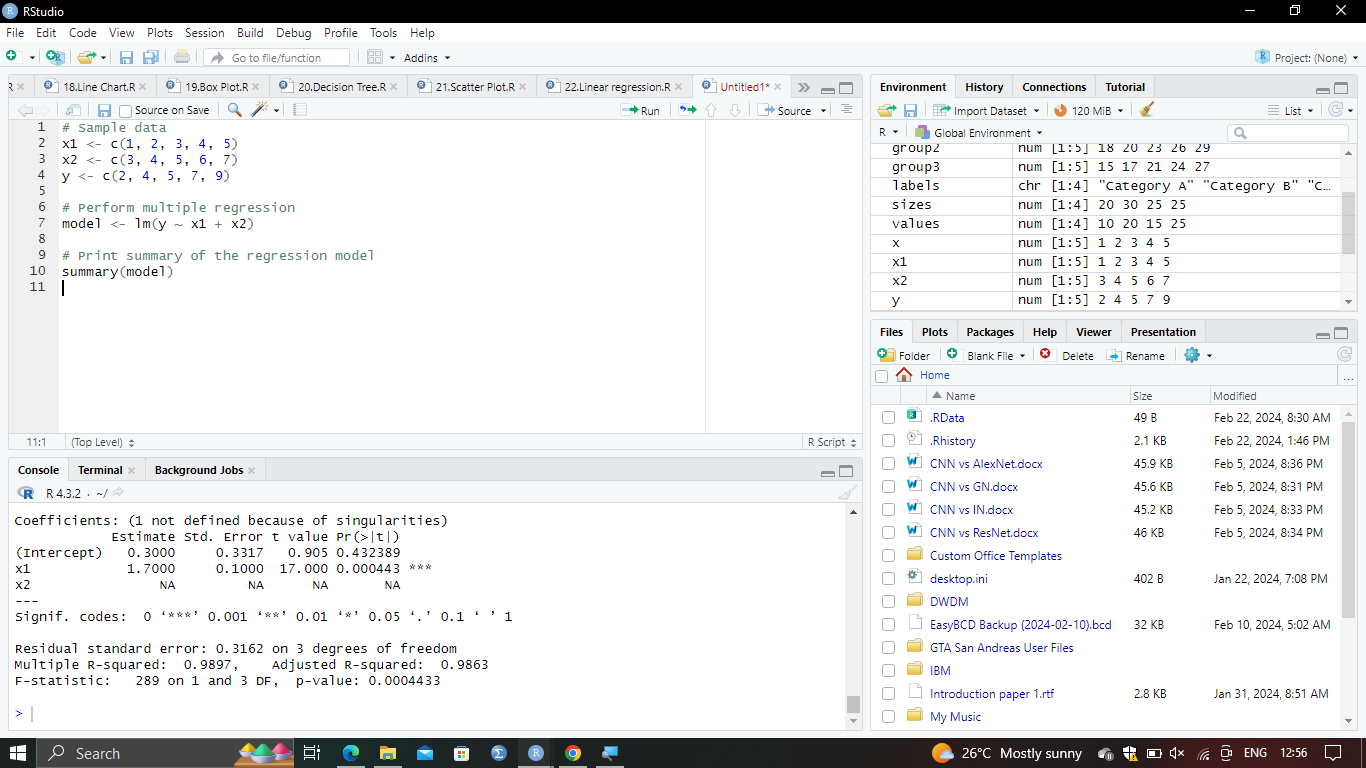 RStudio
File Edit Code View Plots Session Build Debug Profile Tools Help
Go to file/function Addins Project: (None)
R 18.Line Chart.R 19.Box Plot.R 20.Decision Tree.R 21.Scatter Plot.R 22.Linear regression.R Untitled1*
Source on Save Run Source
1 # Sample data
2 x1 <- c(1, 2, 3, 4, 5)
3 x2 <- c(3, 4, 5, 6, 7)
4 y <- c(2, 4, 5, 7, 9)
5
6 # Perform multiple regression
7 model <- lm(y ~ x1 + x2)
8
9 # Print summary of the regression model
10 summary(model)
11
11:1 (Top Level) R Script
Console Terminal Background Jobs
R 4.3.2 · ~/
Coefficients: (1 not defined because of singularities)
Estimate Std. Error t value Pr(>|t|)
(Intercept) 0.3000 0.3317 0.905 0.432389
x1 1.7000 0.1000 17.000 0.000443 ***
x2 NA NA NA NA
---
Signif. codes: 0 ‘***’ 0.001 ‘**’ 0.01 ‘*’ 0.05 ‘.’ 0.1 ‘ ’ 1
Residual standard error: 0.3162 on 3 degrees of freedom
Multiple R-squared: 0.9897, Adjusted R-squared: 0.9863
F-statistic: 289 on 1 and 3 DF, p-value: 0.0004433
>
Environment History Connections Tutorial
Import Dataset 120 MiB List
R Global Environment
group2 num [1:5] 18 20 23 26 29
group3 num [1:5] 15 17 21 24 27
labels chr [1:4] "Category A" "Category B" "C…
sizes num [1:4] 20 30 25 25
values num [1:4] 10 20 15 25
x num [1:5] 1 2 3 4 5
x1 num [1:5] 1 2 3 4 5
x2 num [1:5] 3 4 5 6 7
y num [1:5] 2 4 5 7 9
Files Plots Packages Help Viewer Presentation
Folder Blank File Delete Rename
Home ...
Name Size Modified
.RData 49 B Feb 22, 2024, 8:30 AM
.Rhistory 2.1 KB Feb 22, 2024, 1:46 PM
CNN vs AlexNet.docx 45.9 KB Feb 5, 2024, 8:36 PM
CNN vs GN.docx 45.6 KB Feb 5, 2024, 8:31 PM
CNN vs IN.docx 45.2 KB Feb 5, 2024, 8:33 PM
CNN vs ResNet.docx 46 KB Feb 5, 2024, 8:34 PM
Custom Office Templates
desktop.ini 402 B Jan 22, 2024, 7:08 PM
DWDM
EasyBCD Backup (2024-02-10).bcd 32 KB Feb 10, 2024, 5:02 AM
GTA San Andreas User Files
IBM
Introduction paper 1.rtf 2.8 KB Jan 31, 2024, 8:51 AM
My Music
Search 26°C Mostly sunny ENG 12:56